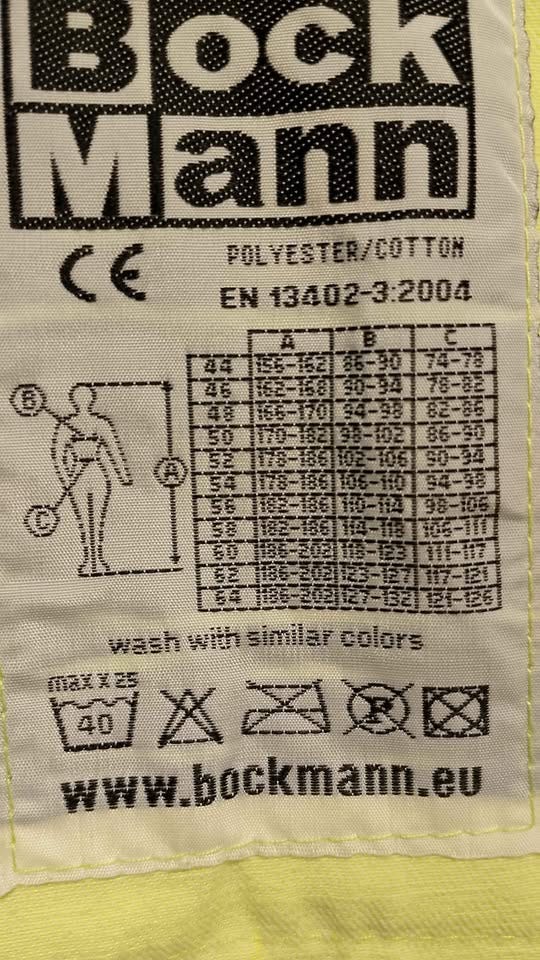 Bock
Mann
CE POLYESTER/COTTON
EN 13402-3:2004
A B C
44 156-162 86-90 74-78
46 162-168 90-94 78-82
48 166-170 94-98 82-86
50 170-182 98-102 86-90
52 178-186 102-106 90-94
54 178-186 106-110 94-98
56 182-186 110-114 98-106
58 182-186 114-118 106-111
60 186-202 118-123 111-117
62 186-202 123-127 117-121
64 186-202 127-132 121-126
B
A
C
wash with similar colors
max x 25
40 P
www.bockmann.eu